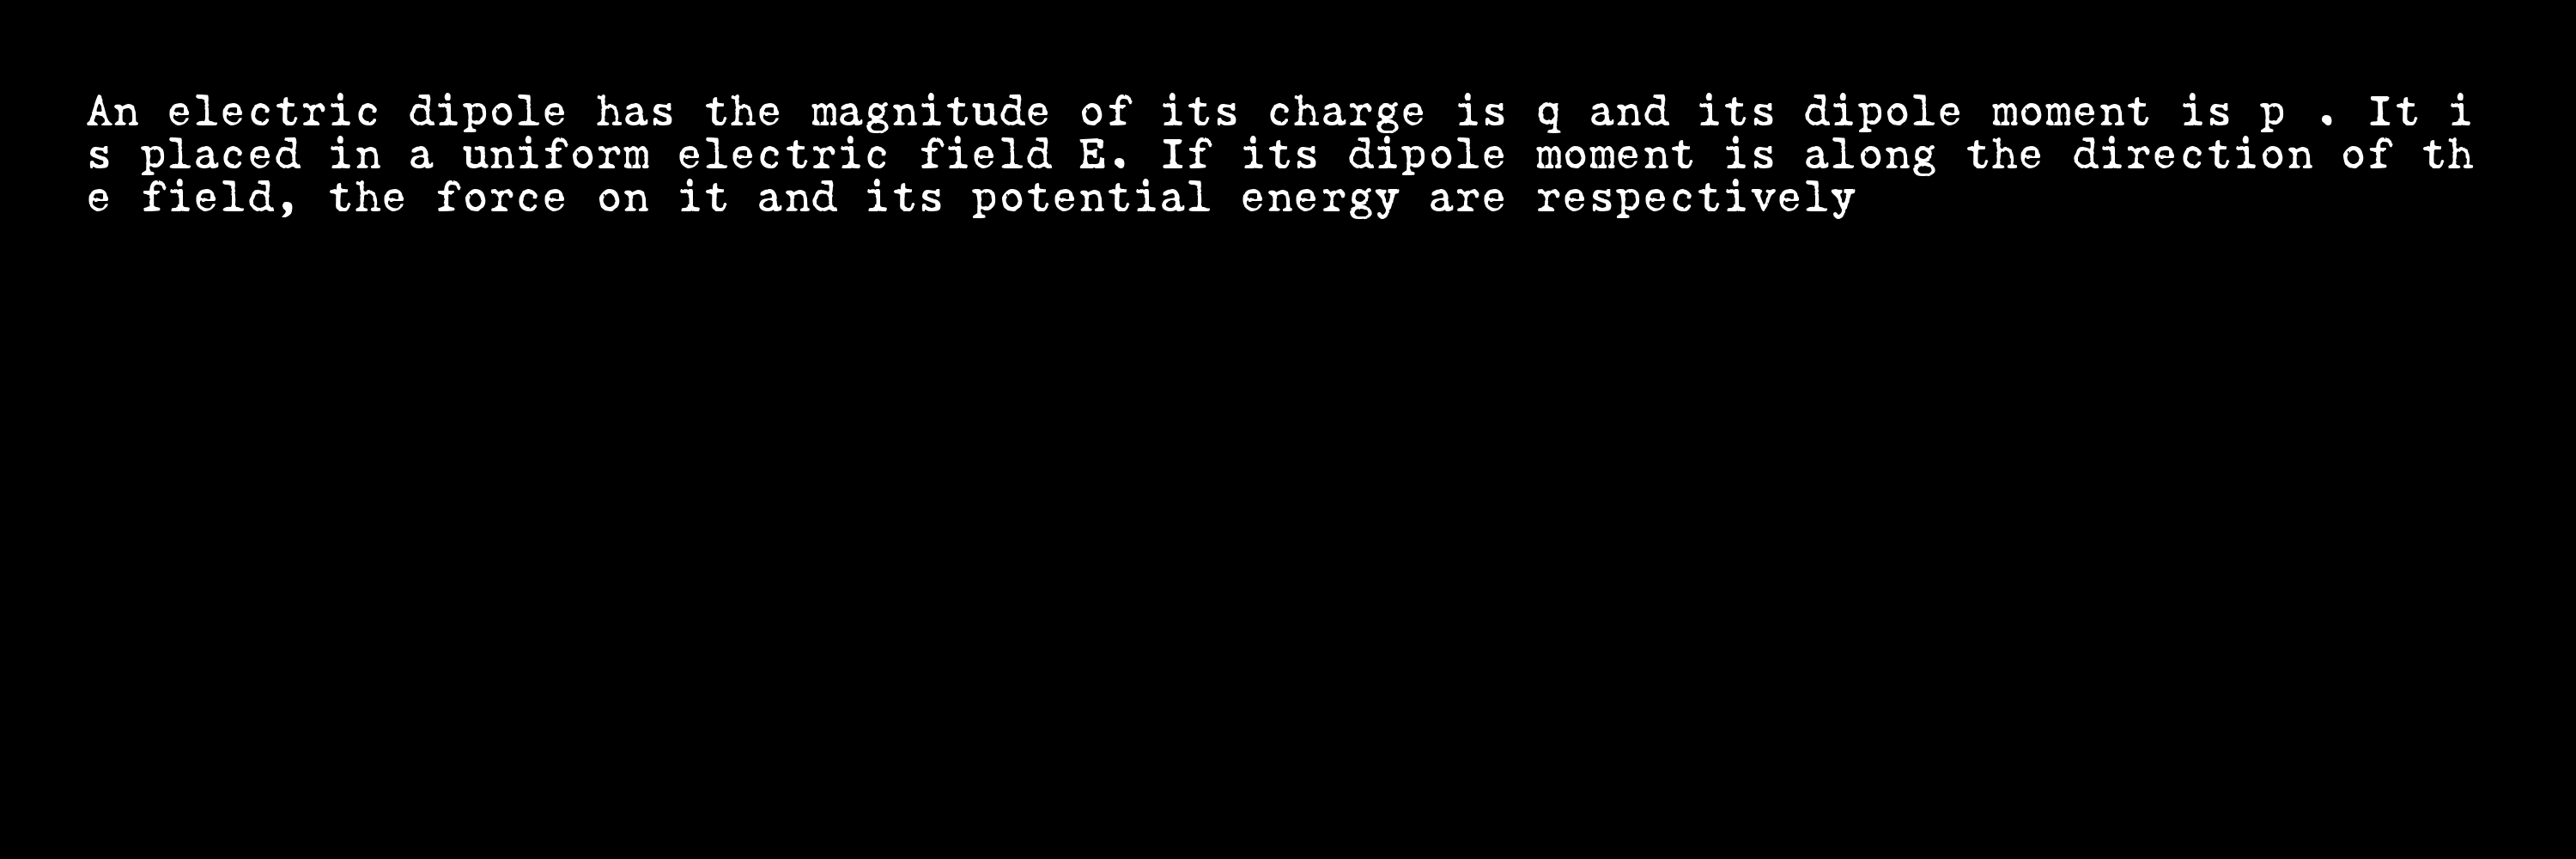 An electric dipole has the magnitude of its charge is q and its dipole moment is p . It i
s placed in a uniform electric field E. If its dipole moment is along the direction of th
e field, the force on it and its potential energy are respectively